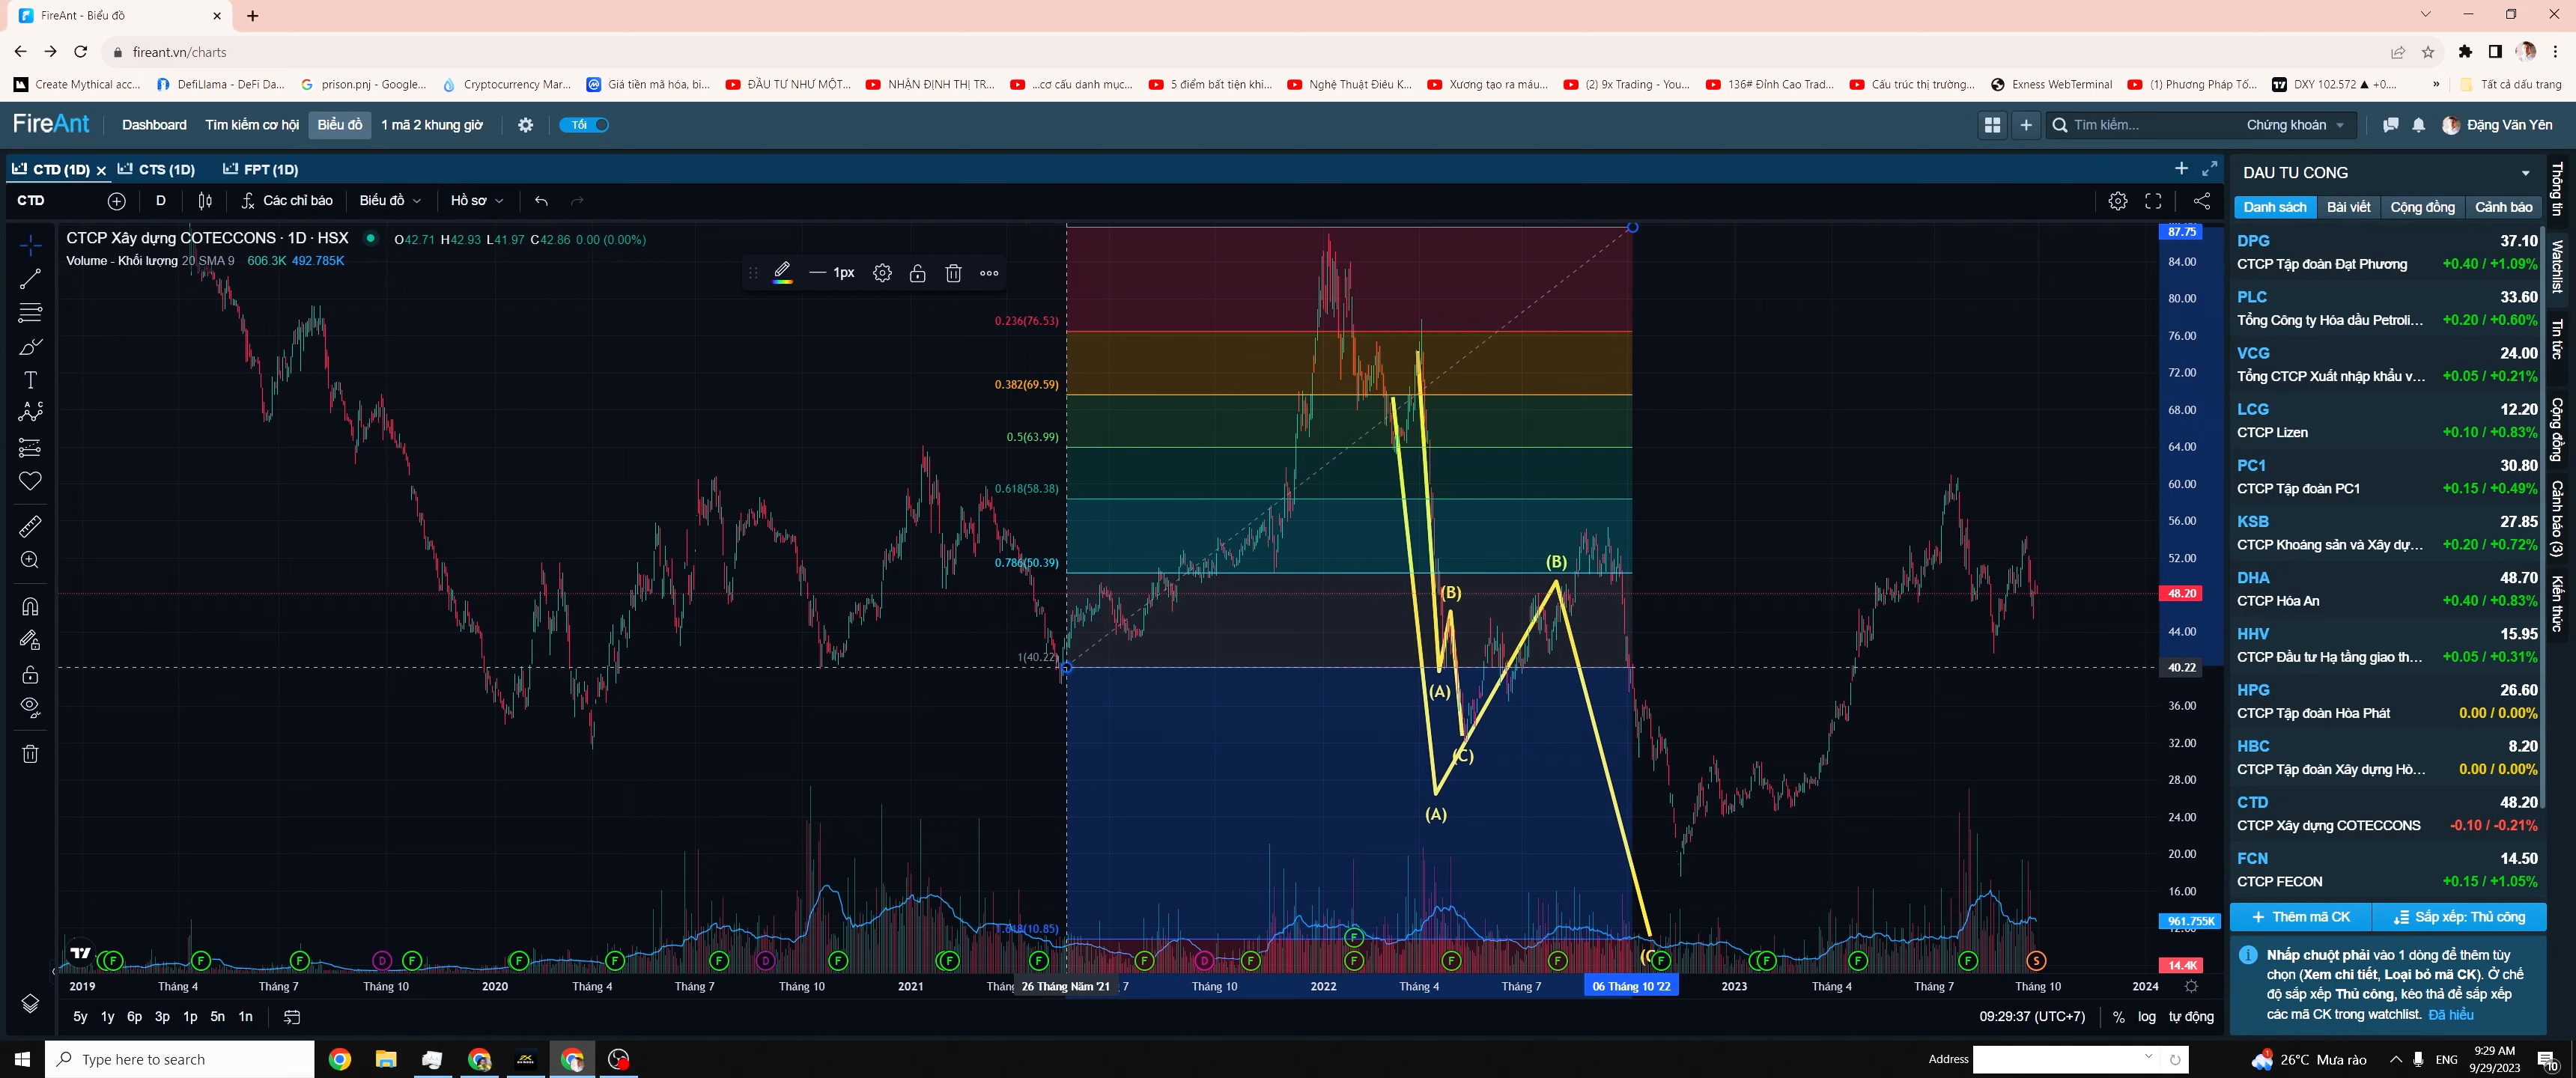 FireAnt - Biểu đồ
fireant.vn/charts
Create Mythical acc...
DefiLlama - DeFi Da...
prison.pnj - Google...
Cryptocurrency Mar...
Giá tiền mã hóa, bi...
ĐẦU TƯ NHƯ MỘT...
NHẬN ĐỊNH THỊ TR...
...cơ cấu danh mục...
5 điểm bất tiện khi...
Nghệ Thuật Điêu K...
Xương tạo ra máu...
(2) 9x Trading - You...
136# Đỉnh Cao Trad...
Cấu trúc thị trường...
Exness WebTerminal
(1) Phương Pháp Tố...
DXY 102.572 ▲ +0....
»
Tất cả dấu trang
FireAnt
Dashboard
Tìm kiếm cơ hội
Biểu đồ
1 mã 2 khung giờ
Tối
Tìm kiếm...
Chứng khoán
Đặng Văn Yên
CTD (1D)
CTS (1D)
FPT (1D)
CTD
D
Các chỉ báo
Biểu đồ
Hồ sơ
CTCP Xây dựng COTECCONS · 1D · HSX
O42.71 H42.93 L41.97 C42.86 0.00 (0.00%)
Volume - Khối lượng 20 SMA 9 606.3K 492.785K
1px
0.236(76.53)
0.382(69.59)
0.5(63.99)
0.618(58.38)
0.786(50.39)
1(40.22)
1.618(10.85)
(B)
(B)
(A)
(C)
(A)
87.75
84.00
80.00
76.00
72.00
68.00
64.00
60.00
56.00
52.00
48.20
44.00
40.22
36.00
32.00
28.00
24.00
20.00
16.00
961.755K
14.4K
2019
Tháng 4
Tháng 7
Tháng 10
2020
Tháng 4
Tháng 7
Tháng 10
2021
26 Tháng Năm '21
7
Tháng 10
2022
Tháng 4
Tháng 7
06 Tháng 10 '22
2023
Tháng 4
Tháng 7
Tháng 10
2024
5y 1y 6p 3p 1p 5n 1n
09:29:37 (UTC+7)
% log tự động
DAU TU CONG
Danh sách
Bài viết
Cộng đồng
Cảnh báo
DPG 37.10
CTCP Tập đoàn Đạt Phương +0.40 / +1.09%
PLC 33.60
Tổng Công ty Hóa dầu Petroli... +0.20 / +0.60%
VCG 24.00
Tổng CTCP Xuất nhập khẩu v... +0.05 / +0.21%
LCG 12.20
CTCP Lizen +0.10 / +0.83%
PC1 30.80
CTCP Tập đoàn PC1 +0.15 / +0.49%
KSB 27.85
CTCP Khoáng sản và Xây dự... +0.20 / +0.72%
DHA 48.70
CTCP Hóa An +0.40 / +0.83%
HHV 15.95
CTCP Đầu tư Hạ tầng giao th... +0.05 / +0.31%
HPG 26.60
CTCP Tập đoàn Hòa Phát 0.00 / 0.00%
HBC 8.20
CTCP Tập đoàn Xây dựng Hò... 0.00 / 0.00%
CTD 48.20
CTCP Xây dựng COTECCONS -0.10 / -0.21%
FCN 14.50
CTCP FECON +0.15 / +1.05%
+ Thêm mã CK
Sắp xếp: Thủ công
Nhấp chuột phải vào 1 dòng để thêm tùy
chọn (Xem chi tiết, Loại bỏ mã CK). Ở chế
độ sắp xếp Thủ công, kéo thả để sắp xếp
các mã CK trong watchlist. Đã hiểu
Thông tin
Watchlist
Tin tức
Cộng đồng
Cảnh báo (3)
Kiến thức
Type here to search
Address
26°C Mưa rào
ENG
9:29 AM
9/29/2023